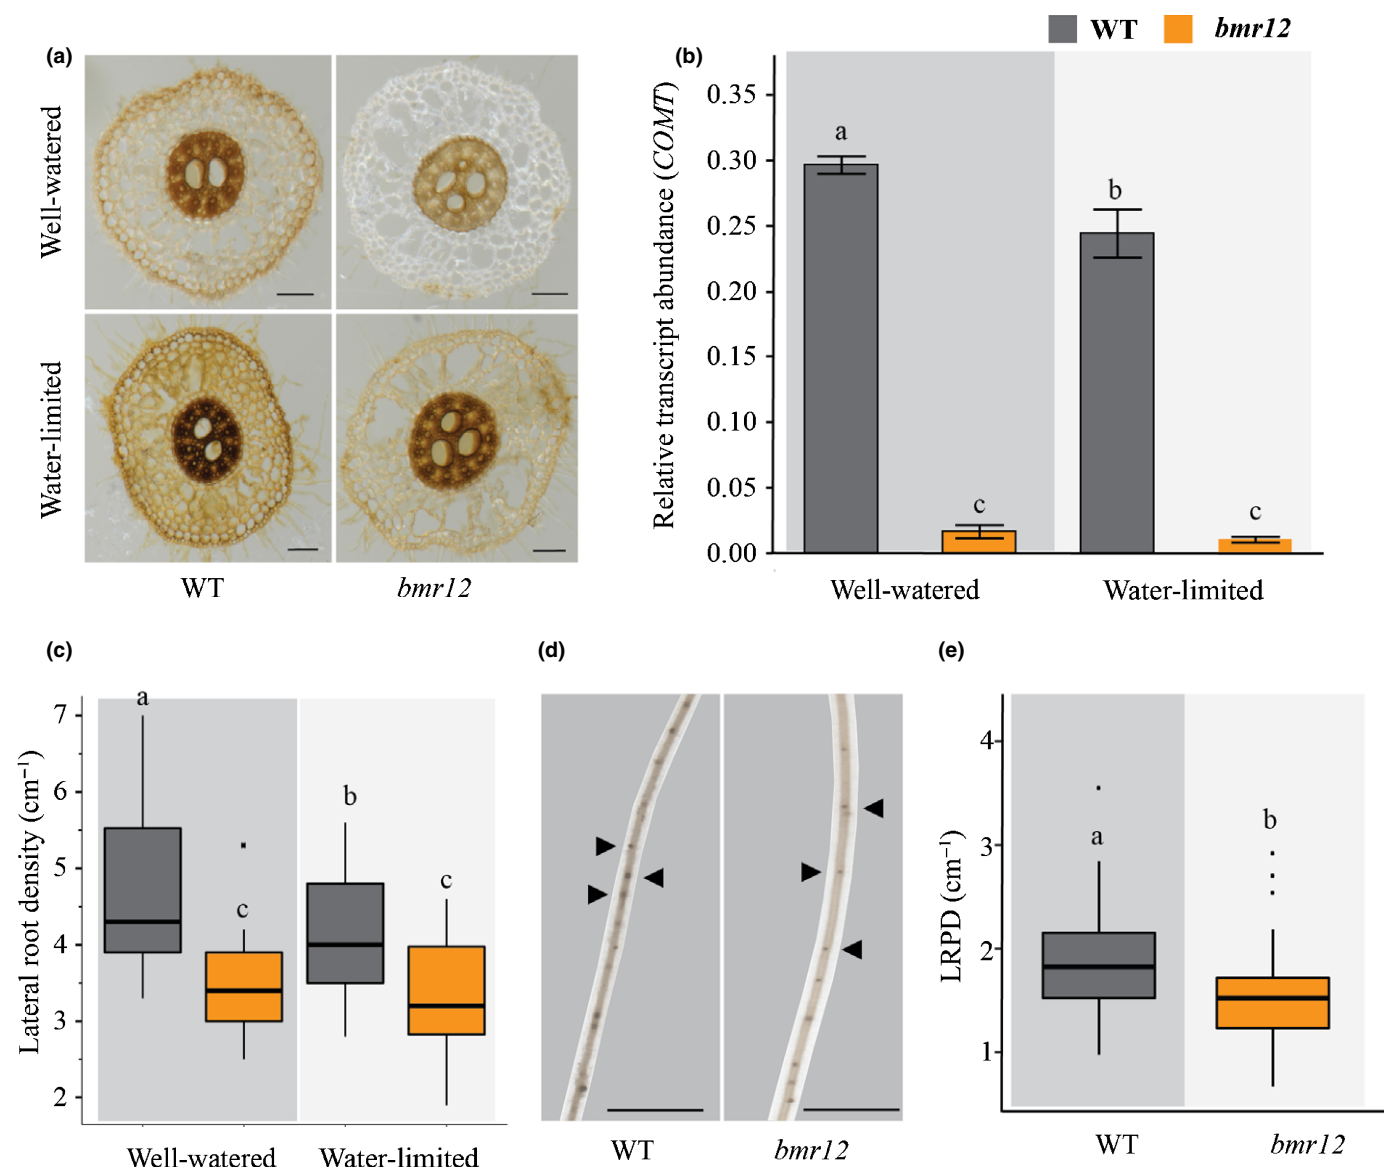 WT bmr12
(a)
Well-watered
Water-limited
WT bmr12
(b)
Relative transcript abundance (COMT)
0.35
0.30
0.25
0.20
0.15
0.10
0.05
0.00
a
c
b
c
Well-watered Water-limited
(c)
Lateral root density (cm⁻¹)
7
6
5
4
3
2
a
c
b
c
Well-watered Water-limited
(d)
WT bmr12
(e)
LRPD (cm⁻¹)
4
3
2
1
a
b
WT bmr12